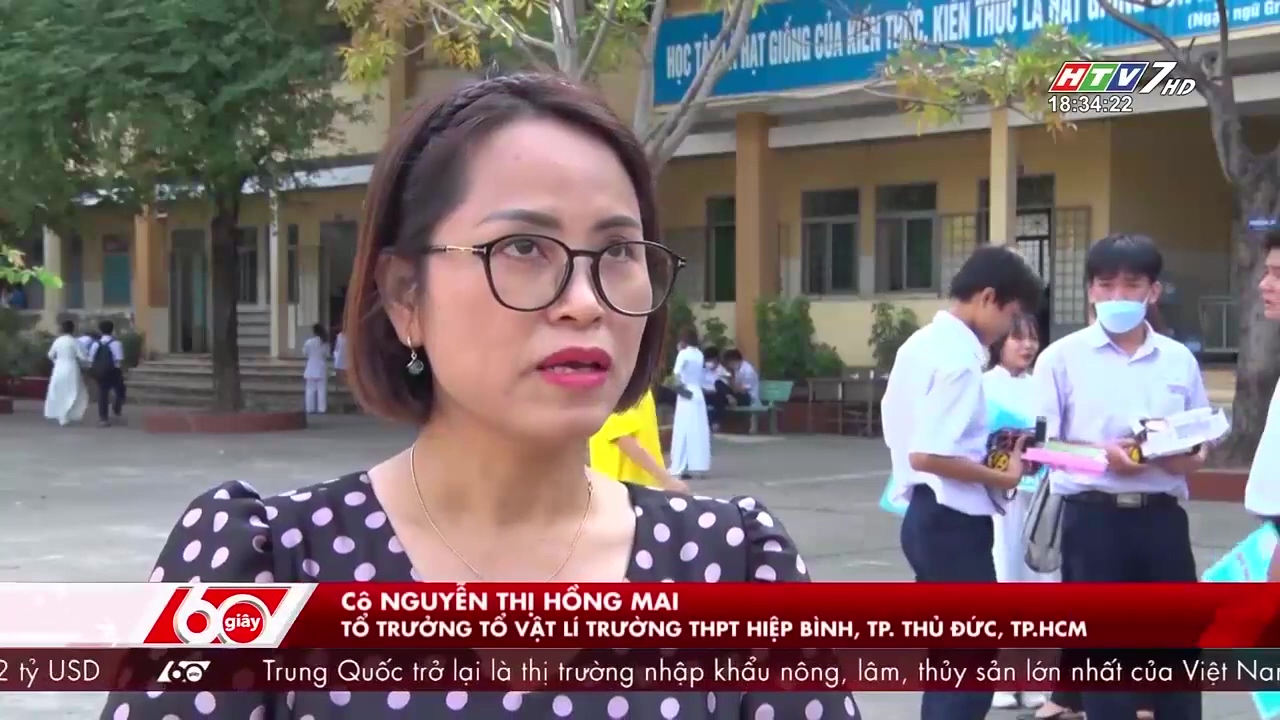 HỌC TẬP LÀ HẠT GIỐNG CỦA KIẾN THỨC, KIẾN THỨC LÀ HẠT GIỐNG
(Ngạn ngữ
HTV7 HD
18:34:22
60 giây
Cô NGUYỄN THỊ HỒNG MAI
TỔ TRƯỞNG TỔ VẬT LÍ TRƯỜNG THPT HIỆP BÌNH, TP. THỦ ĐỨC, TP.HCM
2 tỷ USD 60 Trung Quốc trở lại là thị trường nhập khẩu nông, lâm, thủy sản lớn nhất của Việt Nam